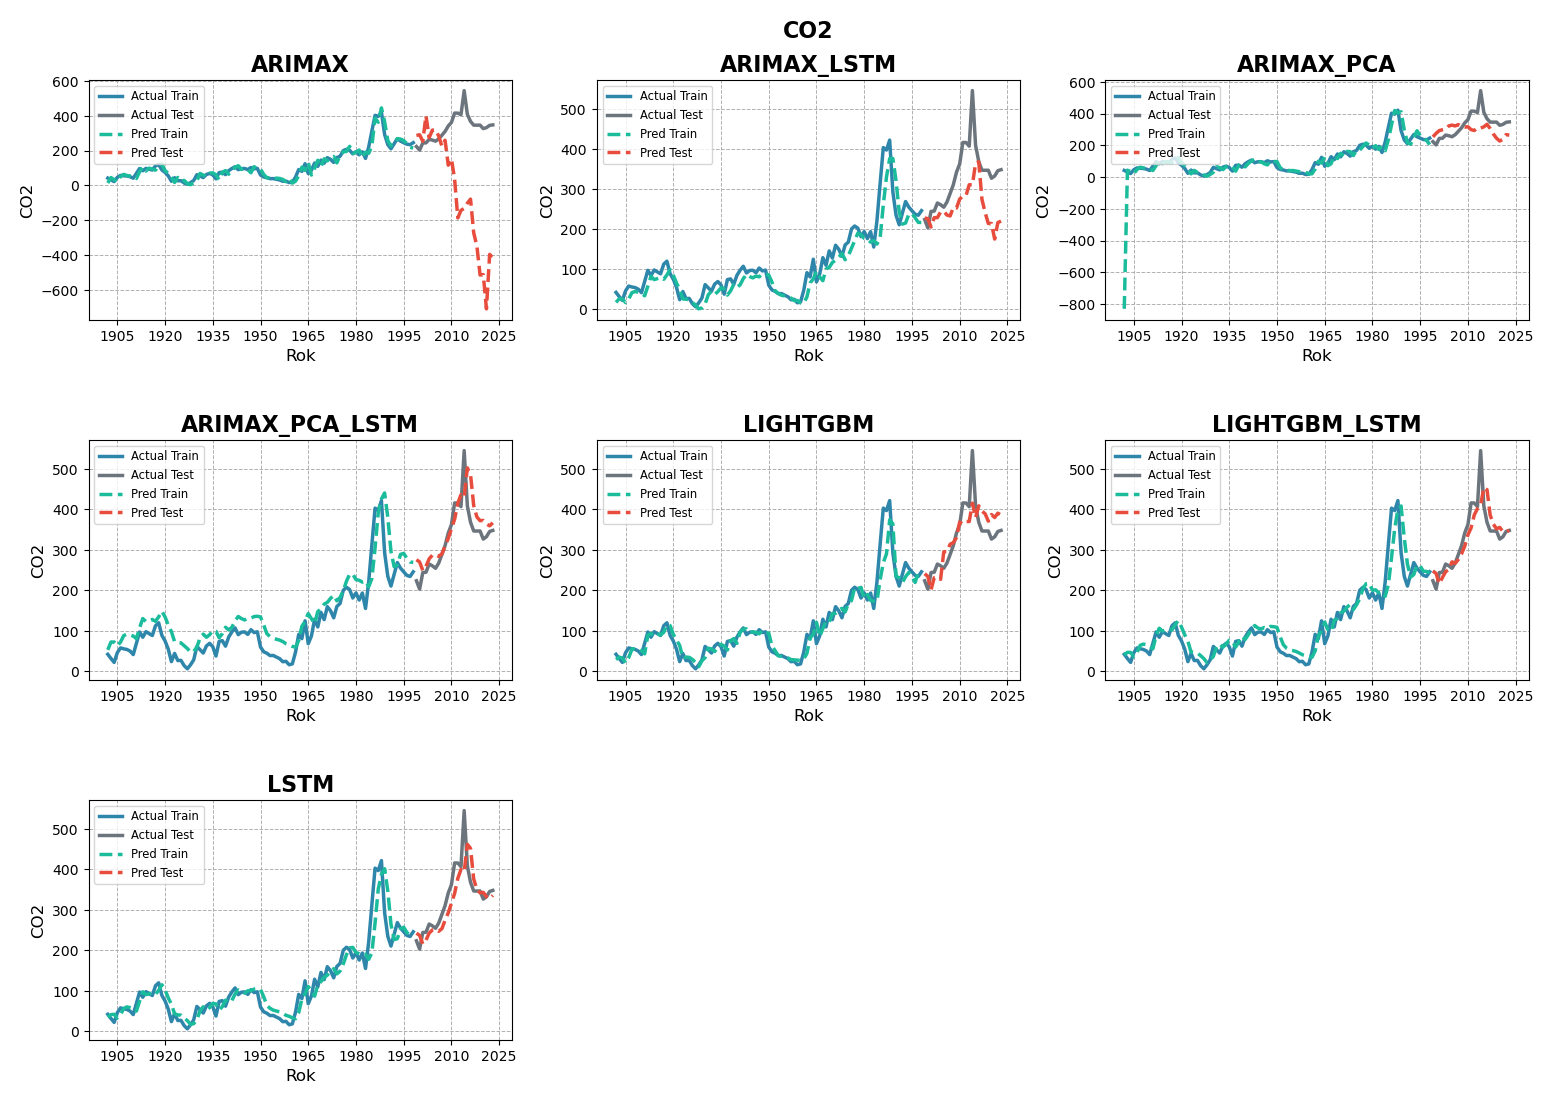 CO2
ARIMAX
600
400
200
0
−200
−400
−600
CO2
Actual Train
Actual Test
Pred Train
Pred Test
1905 1920 1935 1950 1965 1980 1995 2010 2025
Rok
ARIMAX_LSTM
500
400
300
200
100
0
CO2
Actual Train
Actual Test
Pred Train
Pred Test
1905 1920 1935 1950 1965 1980 1995 2010 2025
Rok
ARIMAX_PCA
600
400
200
0
−200
−400
−600
−800
CO2
Actual Train
Actual Test
Pred Train
Pred Test
1905 1920 1935 1950 1965 1980 1995 2010 2025
Rok
ARIMAX_PCA_LSTM
500
400
300
200
100
0
CO2
Actual Train
Actual Test
Pred Train
Pred Test
1905 1920 1935 1950 1965 1980 1995 2010 2025
Rok
LIGHTGBM
500
400
300
200
100
0
CO2
Actual Train
Actual Test
Pred Train
Pred Test
1905 1920 1935 1950 1965 1980 1995 2010 2025
Rok
LIGHTGBM_LSTM
500
400
300
200
100
0
CO2
Actual Train
Actual Test
Pred Train
Pred Test
1905 1920 1935 1950 1965 1980 1995 2010 2025
Rok
LSTM
500
400
300
200
100
0
CO2
Actual Train
Actual Test
Pred Train
Pred Test
1905 1920 1935 1950 1965 1980 1995 2010 2025
Rok